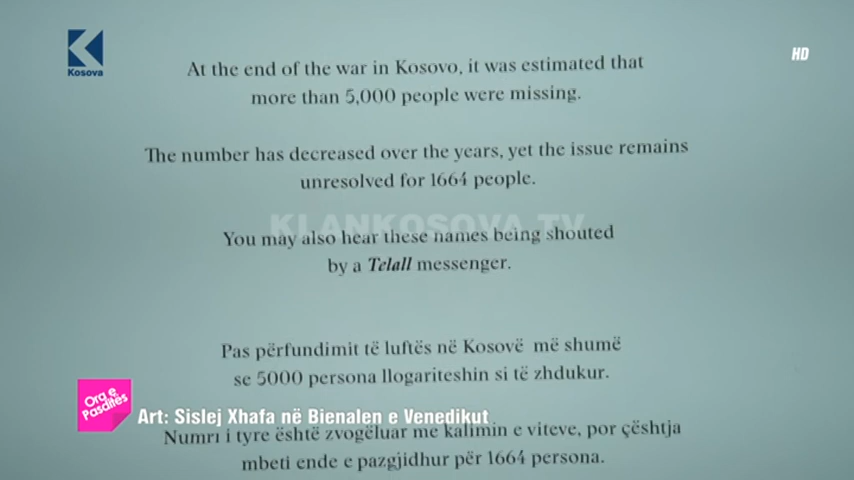 Kosova
HD
At the end of the war in Kosovo, it was estimated that
more than 5,000 people were missing.
The number has decreased over the years, yet the issue remains
unresolved for 1664 people.
KLANKOSOVA.TV
You may also hear these names being shouted
by a Telall messenger.
Pas përfundimit të luftës në Kosovë më shumë
se 5000 persona llogariteshin si të zhdukur.
Ora e
Pasdites
Art: Sislej Xhafa në Bienalen e Venedikut
Numri i tyre është zvogëluar me kalimin e viteve, por çështja
mbeti ende e pazgjidhur për 1664 persona.